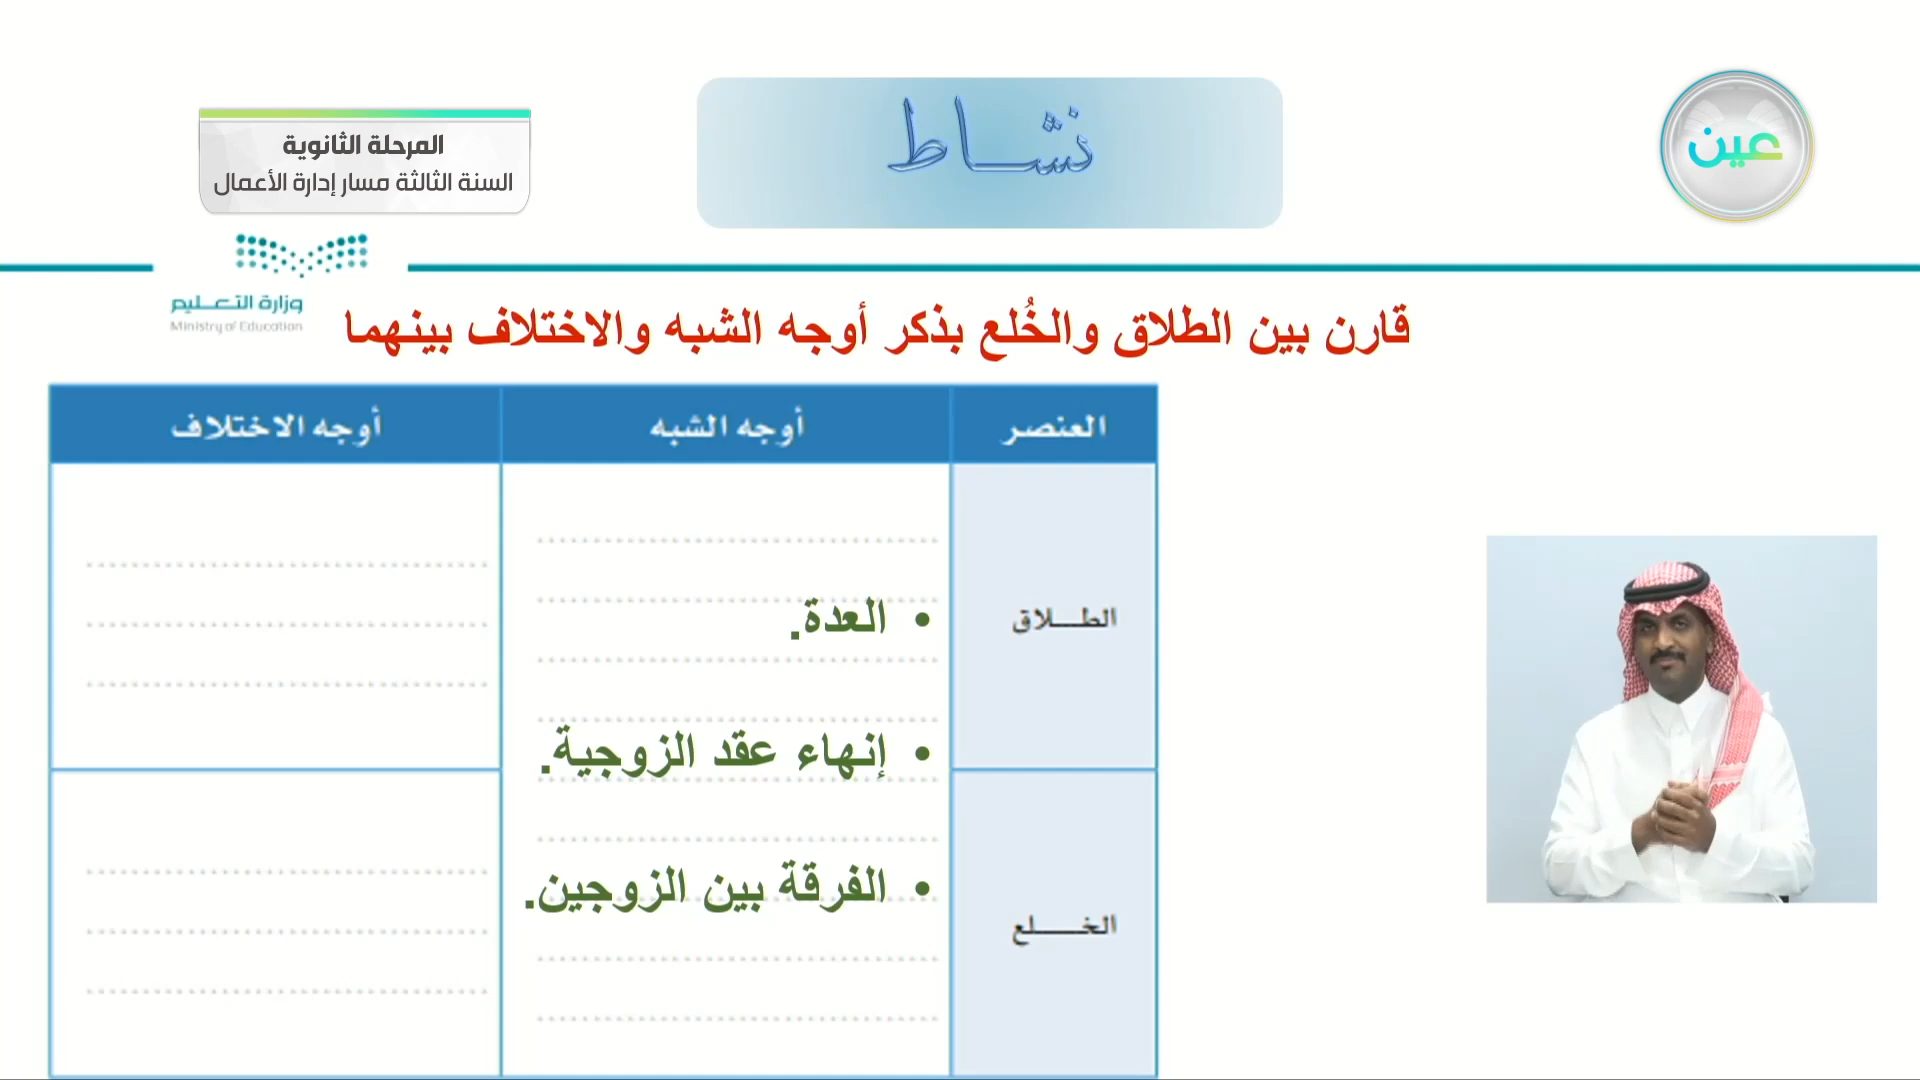 المرحلة الثانوية
السنة الثالثة مسار إدارة الأعمال
نشاط
عين
وزارة التعليم
Ministry of Education
قارن بين الطلاق والخُلع بذكر أوجه الشبه والاختلاف بينهما
العنصر
أوجه الشبه
أوجه الاختلاف
الطلاق
• العدة.
• إنهاء عقد الزوجية.
• الفرقة بين الزوجين.
الخلع